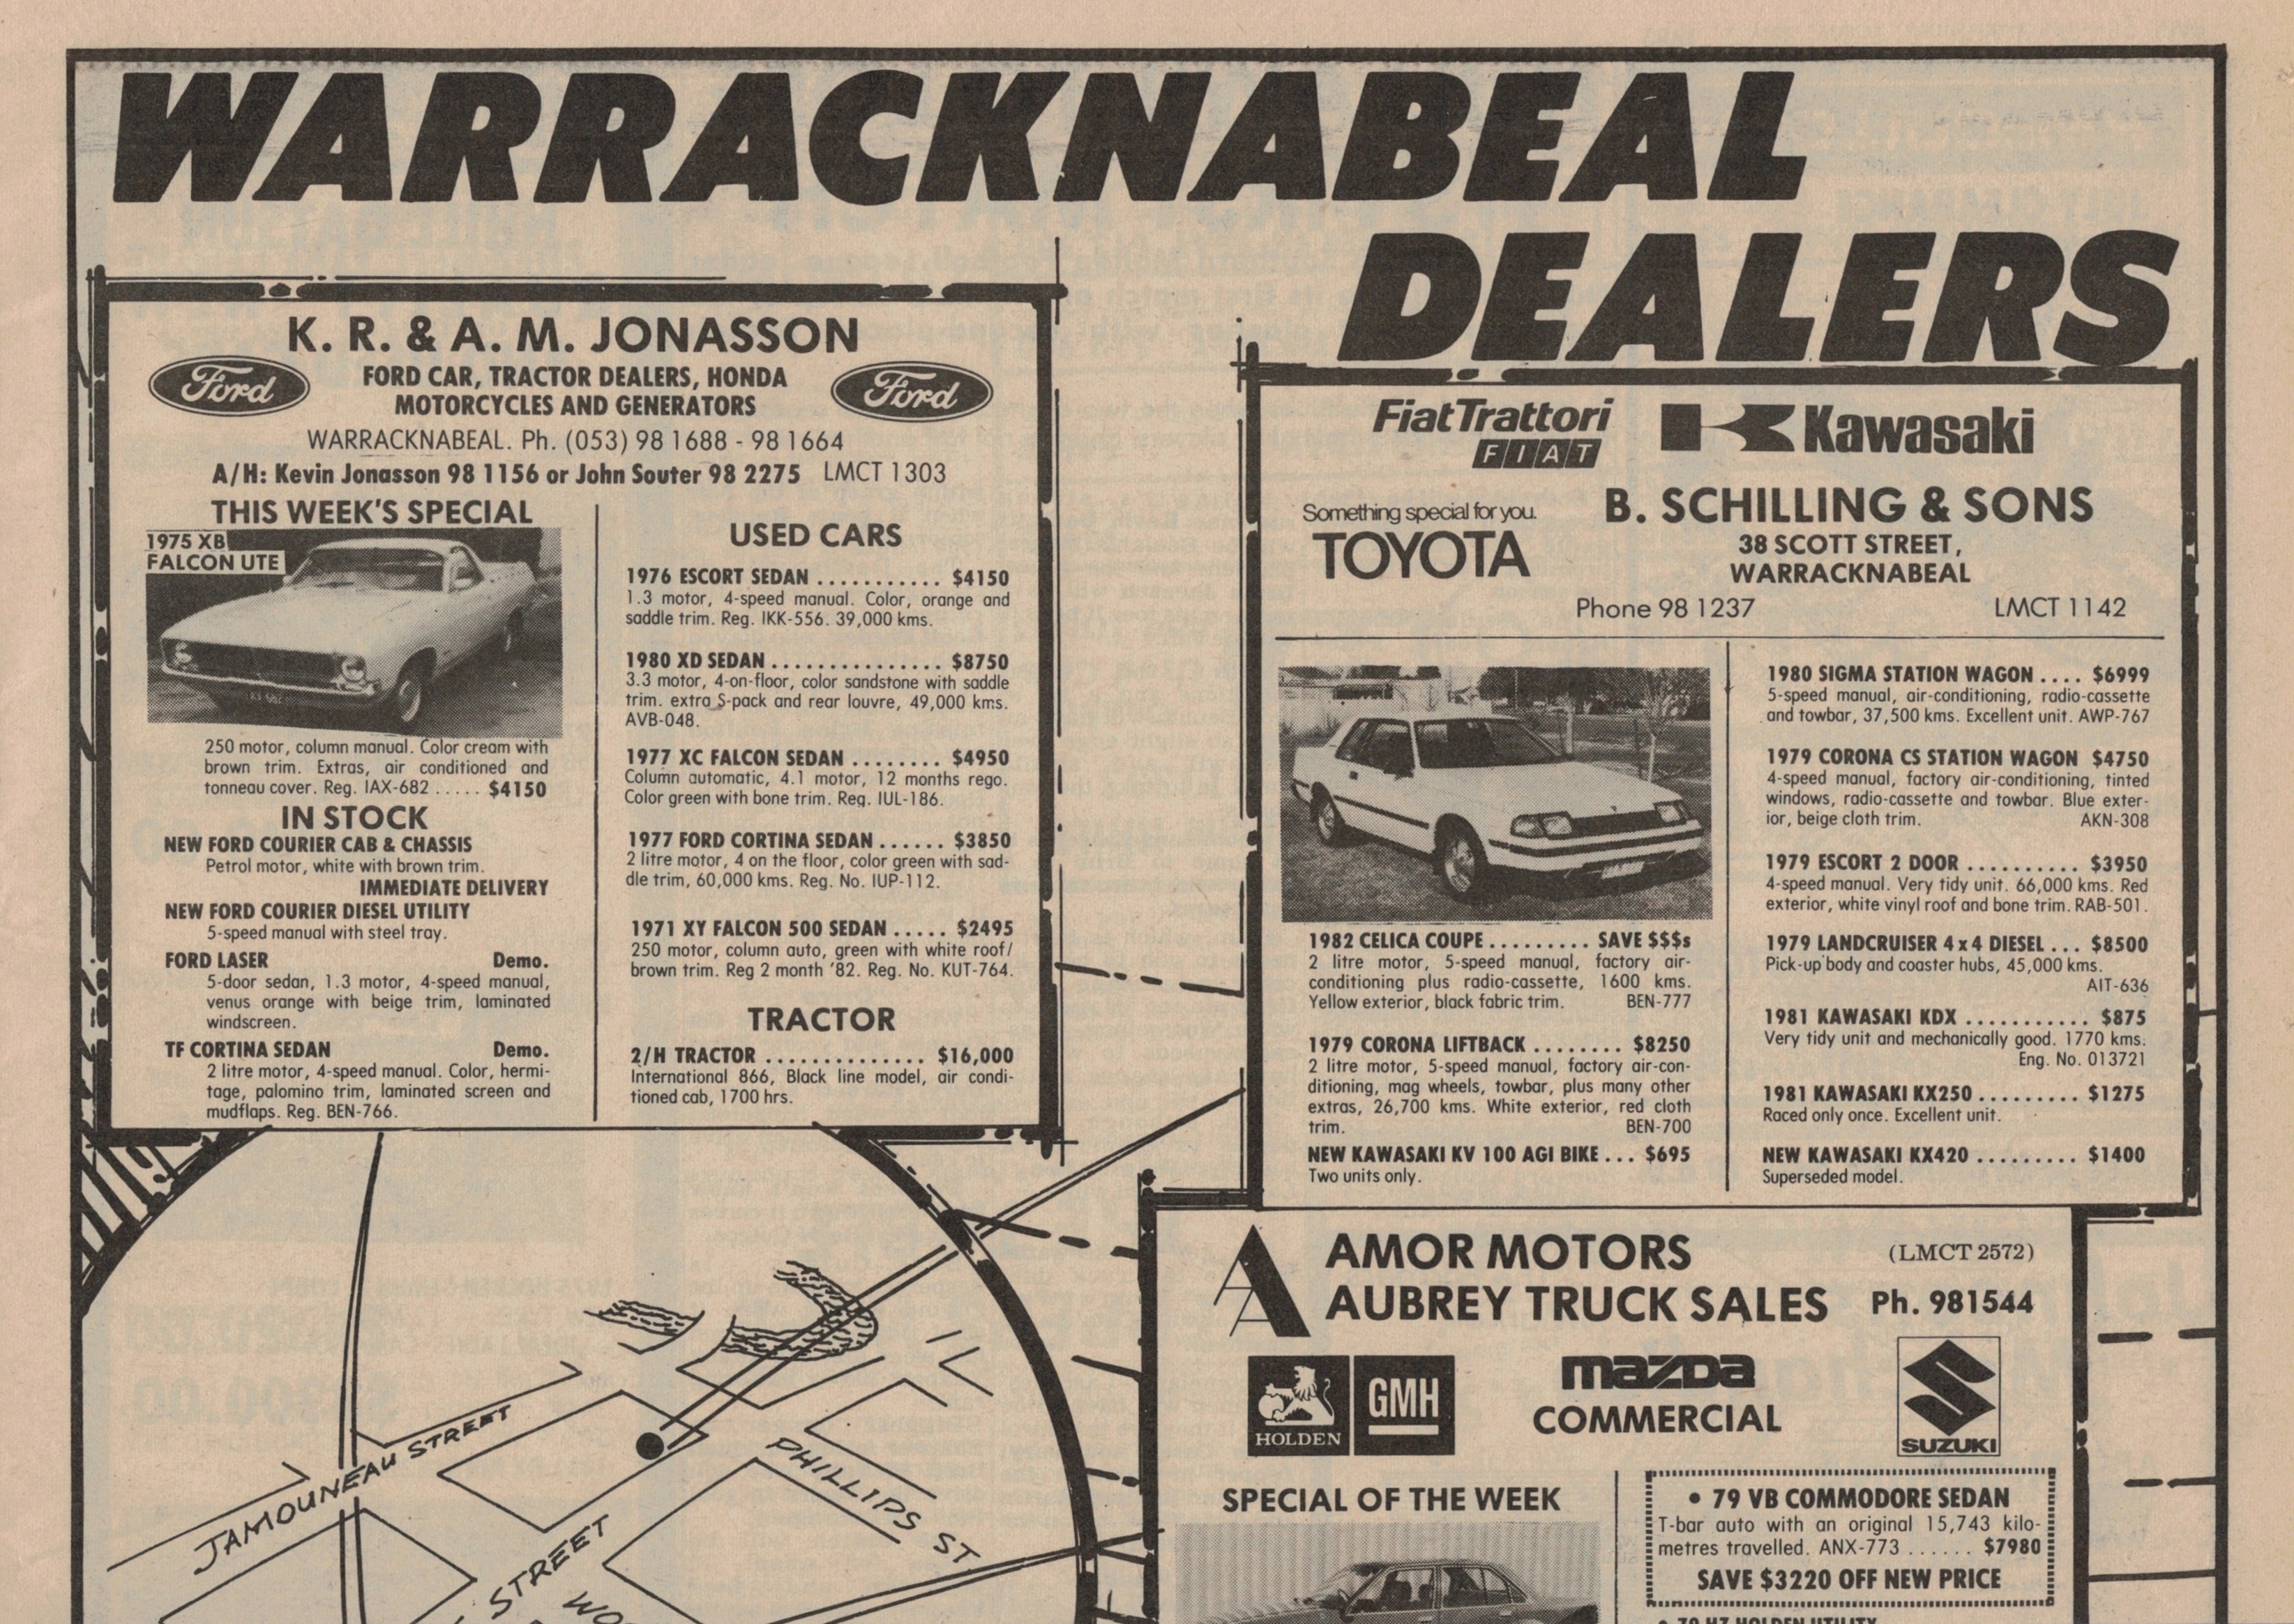 WARRACKNABEAL
DEALERS
K. R. & A. M. JONASSON
Ford
FORD CAR, TRACTOR DEALERS, HONDA
MOTORCYCLES AND GENERATORS
Ford
WARRACKNABEAL. Ph. (053) 98 1688 - 98 1664
A/H: Kevin Jonasson 98 1156 or John Souter 98 2275 LMCT 1303
THIS WEEK'S SPECIAL
1975 XB
FALCON UTE
250 motor, column manual. Color cream with
brown trim. Extras, air conditioned and
tonneau cover. Reg. IAX-682 ..... $4150
IN STOCK
NEW FORD COURIER CAB & CHASSIS
Petrol motor, white with brown trim.
IMMEDIATE DELIVERY
NEW FORD COURIER DIESEL UTILITY
5-speed manual with steel tray.
FORD LASER Demo.
5-door sedan, 1.3 motor, 4-speed manual,
venus orange with beige trim, laminated
windscreen.
TF CORTINA SEDAN Demo.
2 litre motor, 4-speed manual. Color, hermi-
tage, palomino trim, laminated screen and
mudflaps. Reg. BEN-766.
USED CARS
1976 ESCORT SEDAN ........... $4150
1.3 motor, 4-speed manual. Color, orange and
saddle trim. Reg. IKK-556. 39,000 kms.
1980 XD SEDAN ............... $8750
3.3 motor, 4-on-floor, color sandstone with saddle
trim. extra S-pack and rear louvre, 49,000 kms.
AVB-048.
1977 XC FALCON SEDAN ........ $4950
Column automatic, 4.1 motor, 12 months rego.
Color green with bone trim. Reg. IUL-186.
1977 FORD CORTINA SEDAN ...... $3850
2 litre motor, 4 on the floor, color green with sad-
dle trim, 60,000 kms. Reg. No. IUP-112.
1971 XY FALCON 500 SEDAN ..... $2495
250 motor, column auto, green with white roof/
brown trim. Reg 2 month '82. Reg. No. KUT-764.
TRACTOR
2/H TRACTOR .............. $16,000
International 866, Black line model, air condi-
tioned cab, 1700 hrs.
Fiat Trattori
FIAT
Kawasaki
Something special for you.
TOYOTA
B. SCHILLING & SONS
38 SCOTT STREET,
WARRACKNABEAL
Phone 98 1237 LMCT 1142
1982 CELICA COUPE ......... SAVE $$$s
2 litre motor, 5-speed manual, factory air-
conditioning plus radio-cassette, 1600 kms.
Yellow exterior, black fabric trim. BEN-777
1979 CORONA LIFTBACK ........ $8250
2 litre motor, 5-speed manual, factory air-con-
ditioning, mag wheels, towbar, plus many other
extras, 26,700 kms. White exterior, red cloth
trim. BEN-700
NEW KAWASAKI KV 100 AGI BIKE ... $695
Two units only.
1980 SIGMA STATION WAGON .... $6999
5-speed manual, air-conditioning, radio-cassette
and towbar, 37,500 kms. Excellent unit. AWP-767
1979 CORONA CS STATION WAGON $4750
4-speed manual, factory air-conditioning, tinted
windows, radio-cassette and towbar. Blue exter-
ior, beige cloth trim. AKN-308
1979 ESCORT 2 DOOR .......... $3950
4-speed manual. Very tidy unit. 66,000 kms. Red
exterior, white vinyl roof and bone trim. RAB-501.
1979 LANDCRUISER 4x4 DIESEL ... $8500
Pick-up body and coaster hubs, 45,000 kms.
AIT-636
1981 KAWASAKI KDX ........... $875
Very tidy unit and mechanically good. 1770 kms.
Eng. No. 013721
1981 KAWASAKI KX250 ......... $1275
Raced only once. Excellent unit.
NEW KAWASAKI KX420 ......... $1400
Superseded model.
AMOR MOTORS (LMCT 2572)
AUBREY TRUCK SALES Ph. 981544
HOLDEN
GMH
mazda
COMMERCIAL
SUZUKI
SPECIAL OF THE WEEK
• 79 VB COMMODORE SEDAN
T-bar auto with an original 15,743 kilo-
metres travelled. ANX-773 ...... $7980
SAVE $3220 OFF NEW PRICE
• 79 HZ HOLDEN UTILITY
JAMOUNEAU STREET
PHILLIPS ST
STREET